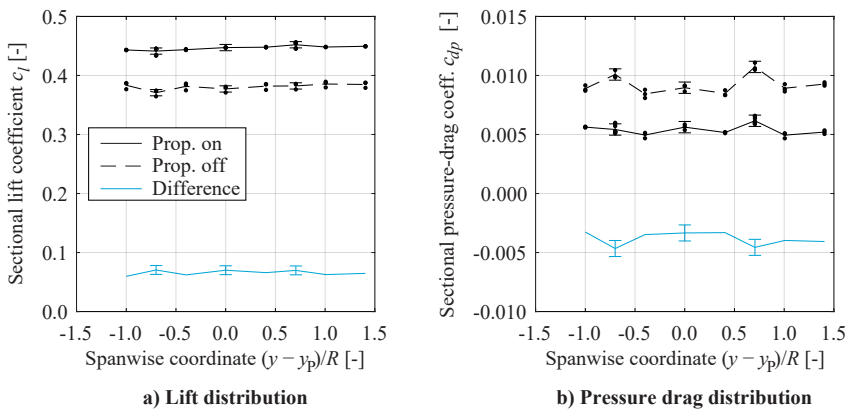 Sectional lift coefficient c_l [-]
0.5
0.4
0.3
0.2
0.1
0.0
Prop. on
Prop. off
Difference
-1.5 -1.0 -0.5 0.0 0.5 1.0 1.5
Spanwise coordinate (y − y_P)/R [-]
a) Lift distribution
Sectional pressure-drag coeff. c_dp [-]
0.015
0.010
0.005
0.000
-0.005
-0.010
-1.5 -1.0 -0.5 0.0 0.5 1.0 1.5
Spanwise coordinate (y − y_P)/R [-]
b) Pressure drag distribution